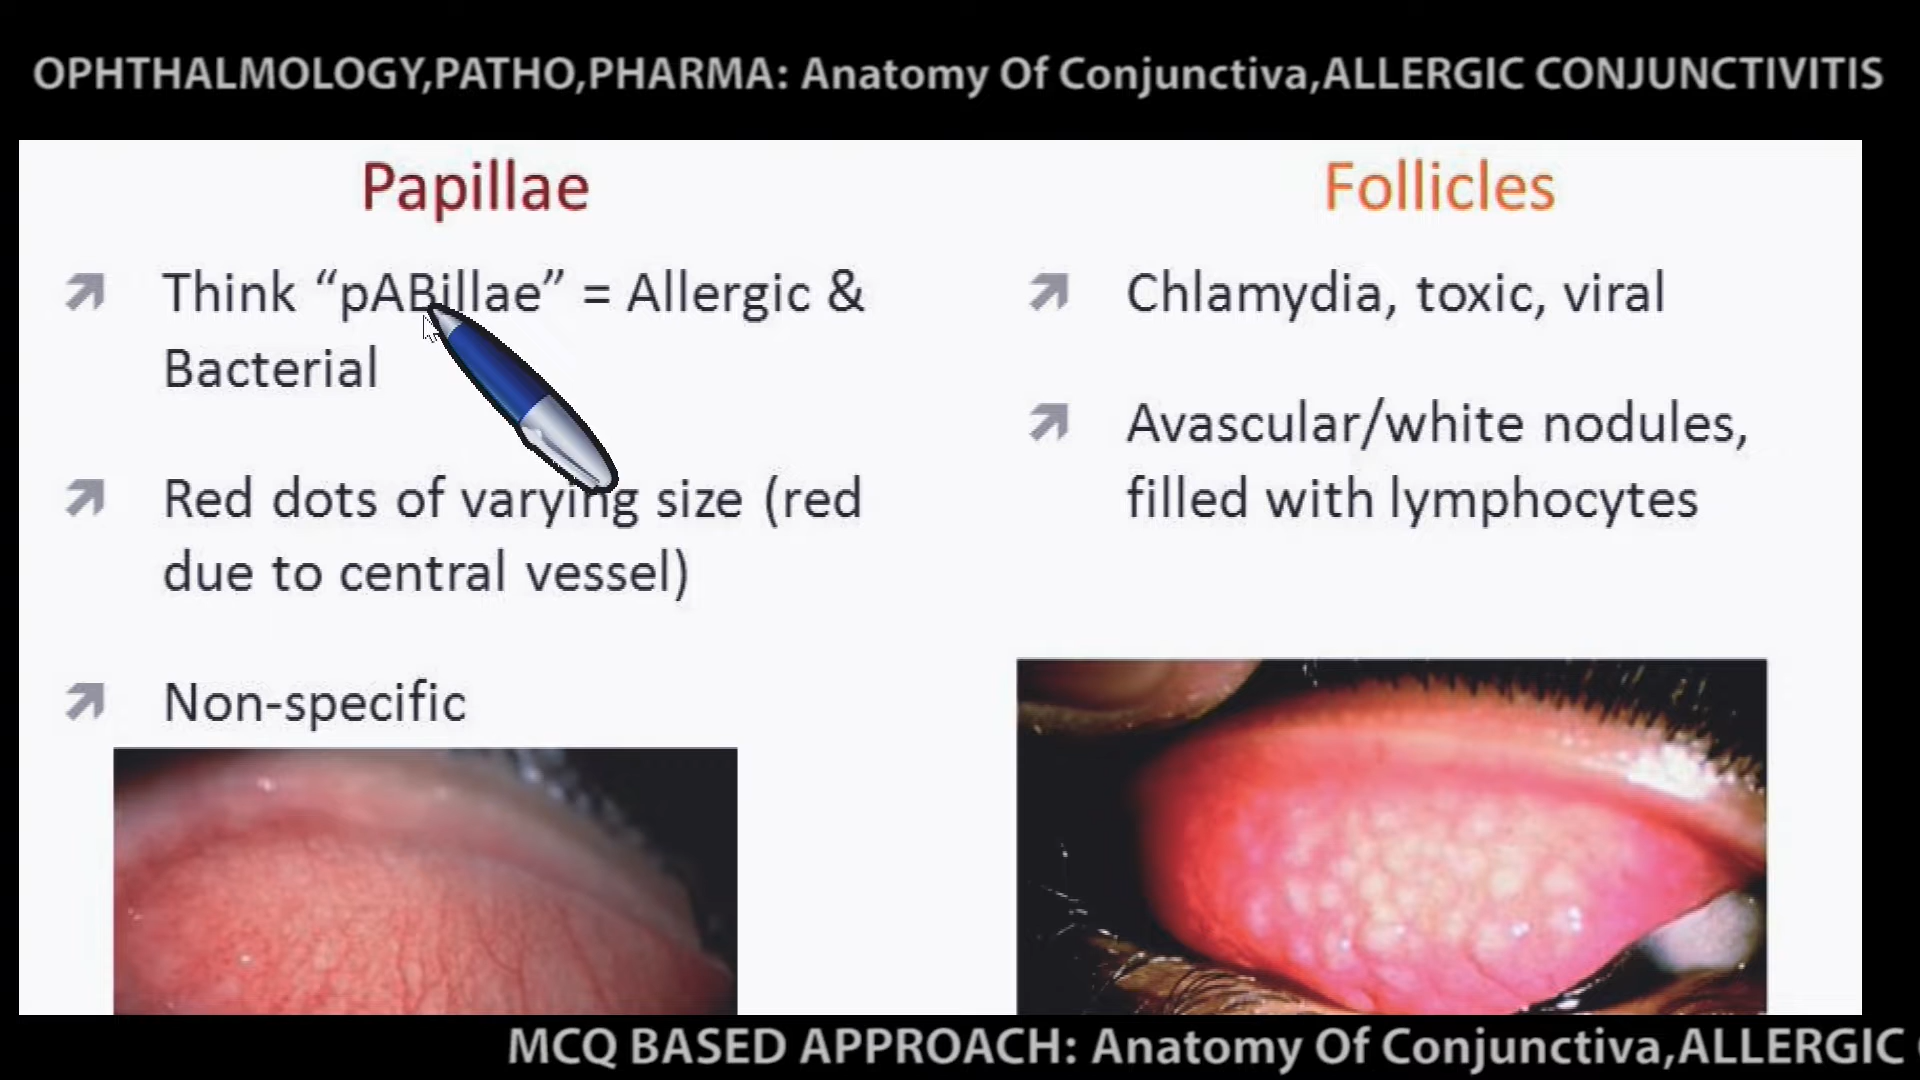 OPHTHALMOLOGY,PATHO,PHARMA: Anatomy Of Conjunctiva,ALLERGIC CONJUNCTIVITIS
Papillae
Think “pABillae” = Allergic &
Bacterial
Red dots of varying size (red
due to central vessel)
Non-specific
Follicles
Chlamydia, toxic, viral
Avascular/white nodules,
filled with lymphocytes
MCQ BASED APPROACH: Anatomy Of Conjunctiva,ALLERGIC